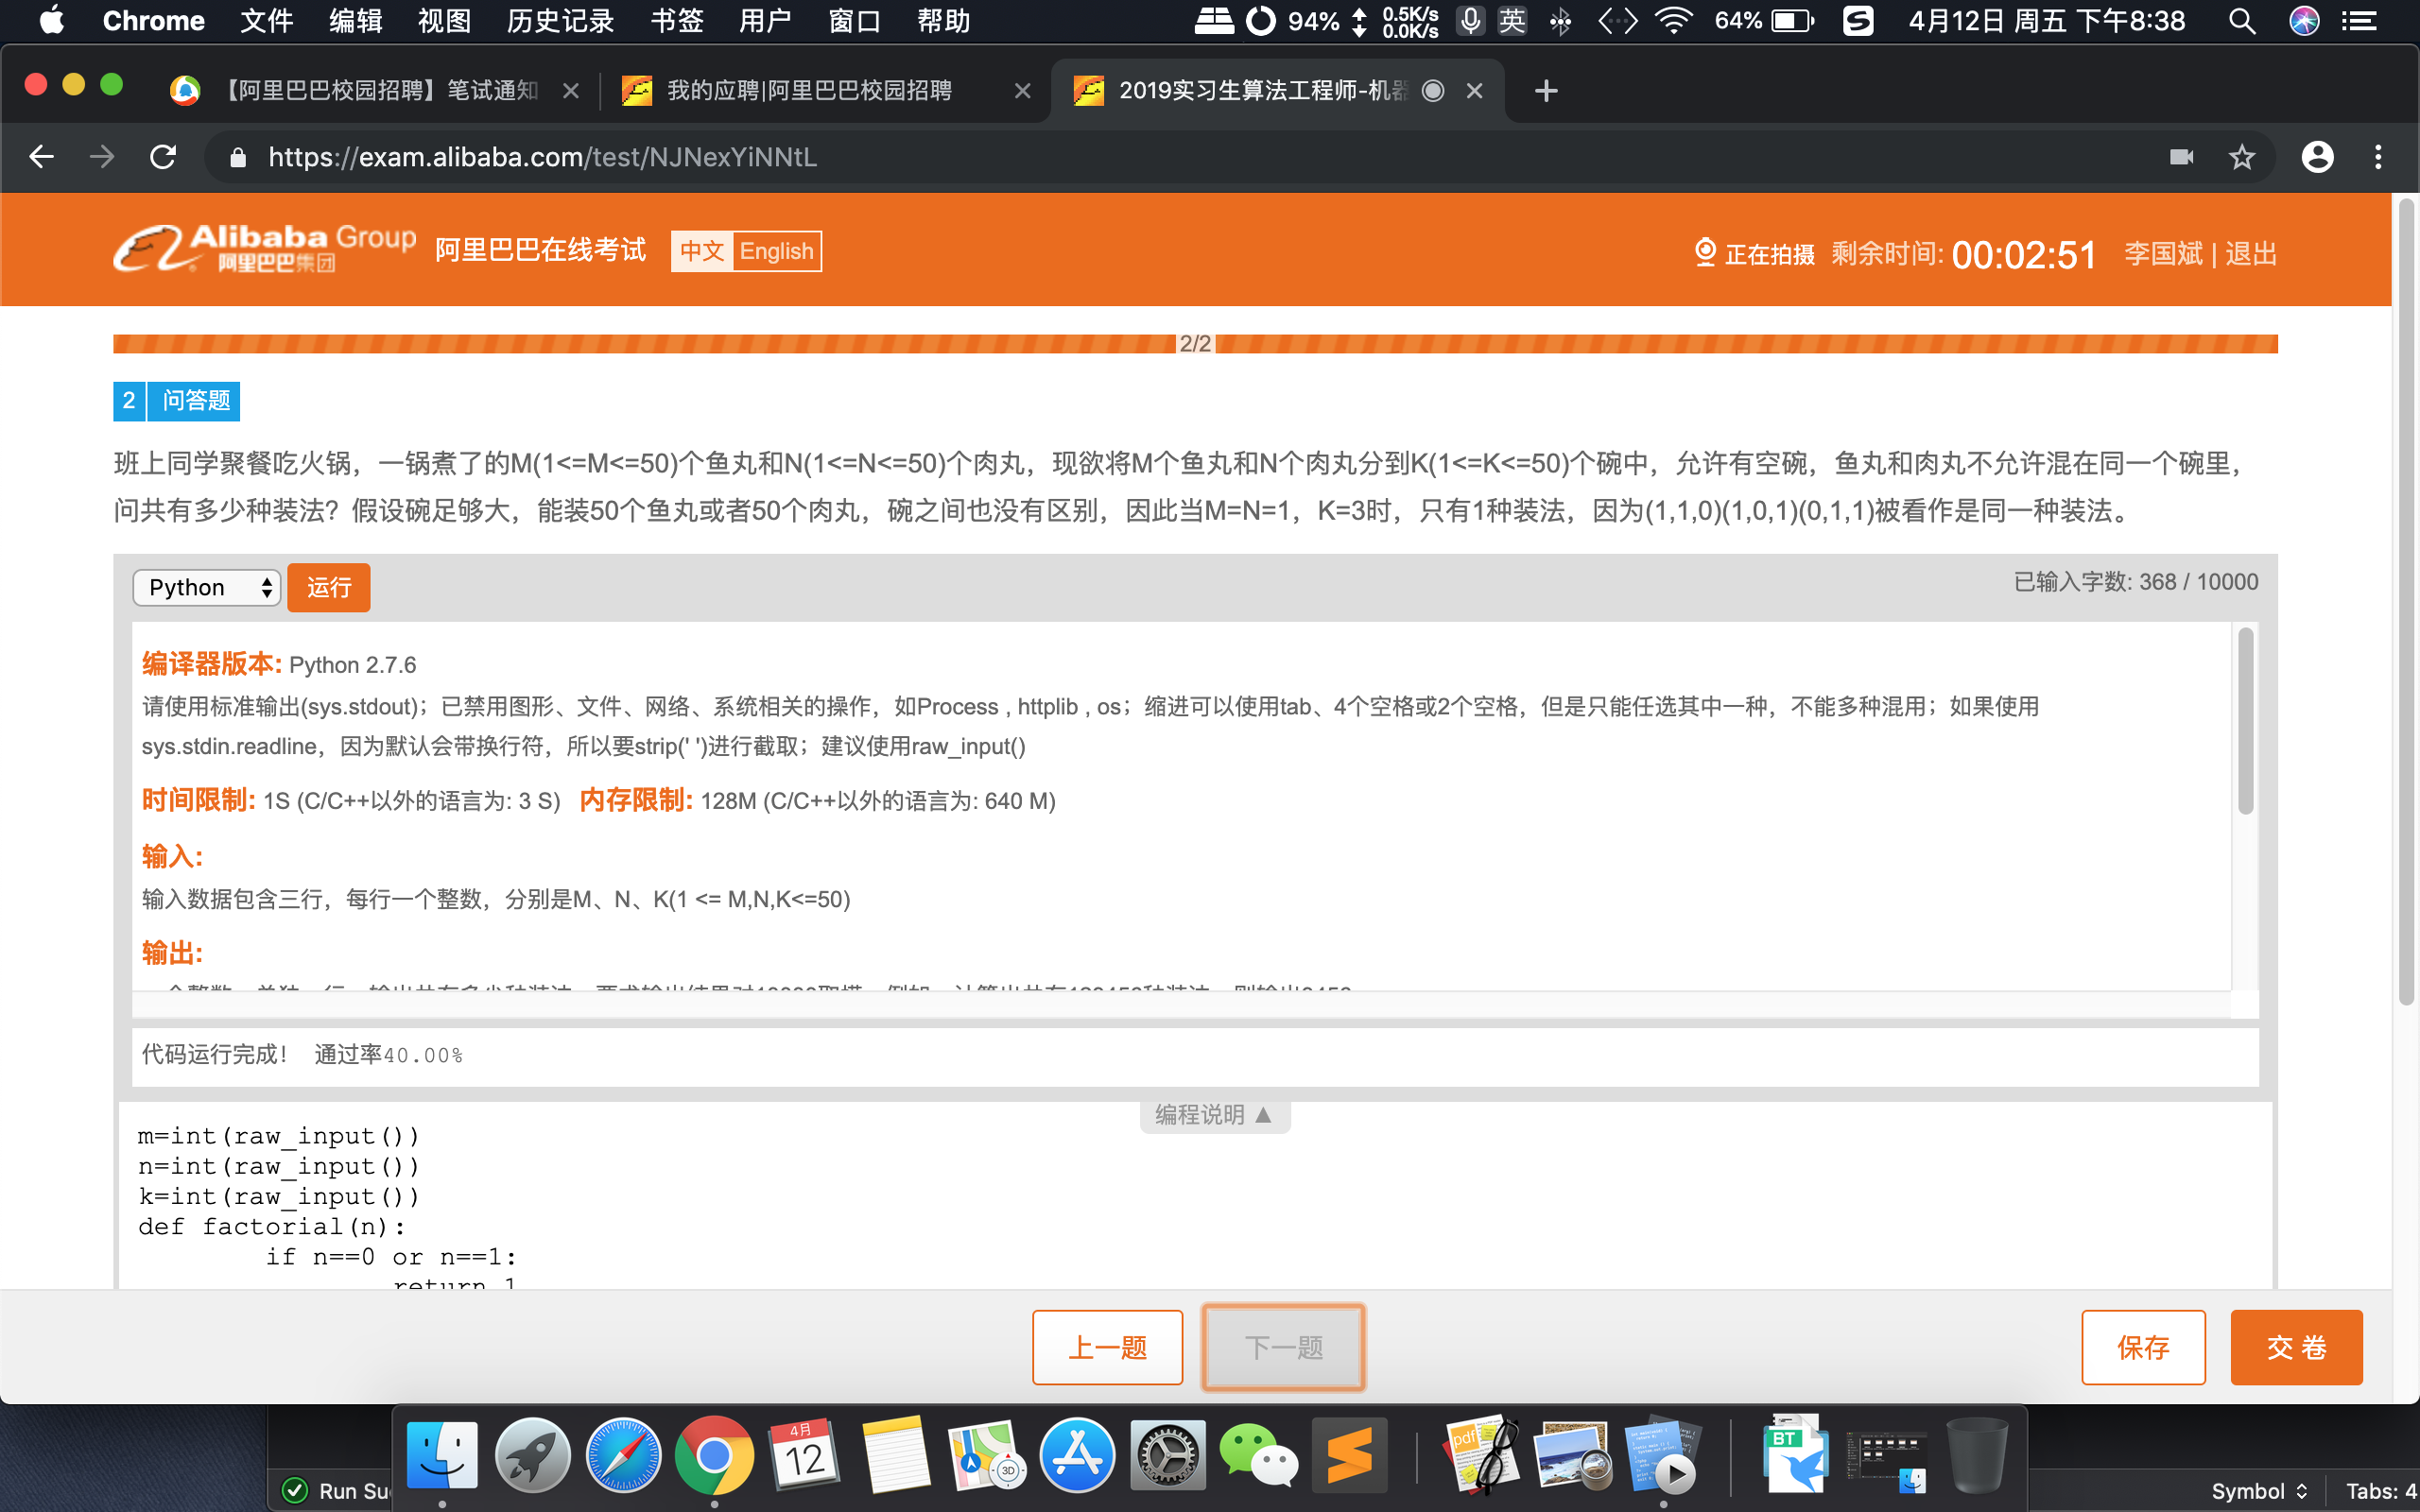 Chrome 文件 编辑 视图 历史记录 书签 用户 窗口 帮助 94% 0.5K/s 0.0K/s 英 64% 4月12日 周五 下午8:38
【阿里巴巴校园招聘】笔试通知 我的应聘|阿里巴巴校园招聘 2019实习生算法工程师-机器
https://exam.alibaba.com/test/NJNexYiNNtL
Alibaba Group 阿里巴巴集团 阿里巴巴在线考试 中文 English 正在拍摄 剩余时间: 00:02:51 李国斌 | 退出
2/2
2 问答题
班上同学聚餐吃火锅，一锅煮了的M(1<=M<=50)个鱼丸和N(1<=N<=50)个肉丸，现欲将M个鱼丸和N个肉丸分到K(1<=K<=50)个碗中，允许有空碗，鱼丸和肉丸不允许混在同一个碗里，
问共有多少种装法？假设碗足够大，能装50个鱼丸或者50个肉丸，碗之间也没有区别，因此当M=N=1，K=3时，只有1种装法，因为(1,1,0)(1,0,1)(0,1,1)被看作是同一种装法。
Python 运行 已输入字数: 368 / 10000
编译器版本: Python 2.7.6
请使用标准输出(sys.stdout)；已禁用图形、文件、网络、系统相关的操作，如Process , httplib , os；缩进可以使用tab、4个空格或2个空格，但是只能任选其中一种，不能多种混用；如果使用
sys.stdin.readline，因为默认会带换行符，所以要strip(' ')进行截取；建议使用raw_input()
时间限制: 1S (C/C++以外的语言为: 3 S) 内存限制: 128M (C/C++以外的语言为: 640 M)
输入:
输入数据包含三行，每行一个整数，分别是M、N、K(1 <= M,N,K<=50)
输出:
代码运行完成！ 通过率40.00%
编程说明 ▲
m=int(raw_input())
n=int(raw_input())
k=int(raw_input())
def factorial(n):
if n==0 or n==1:
return 1
上一题 下一题 保存 交 卷
4月 12 3D pdf BT
Run Su Symbol Tabs: 4